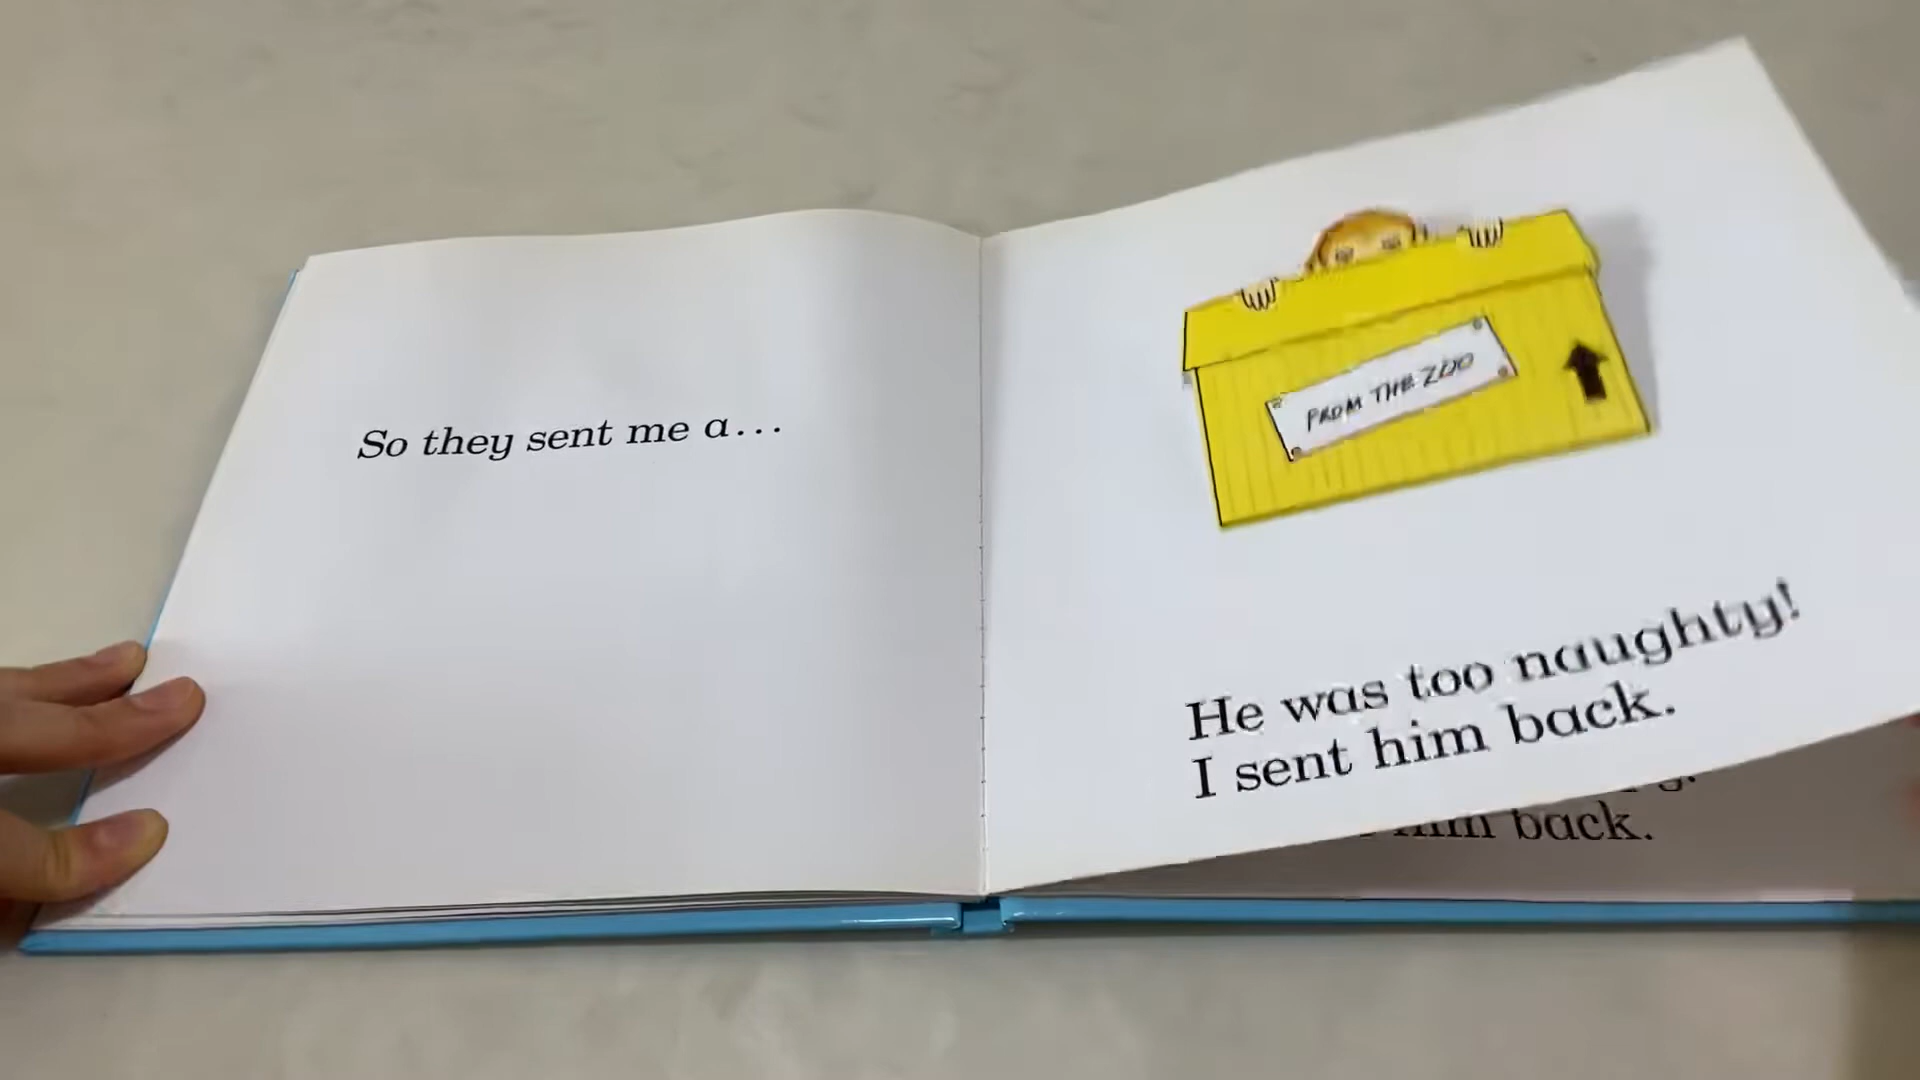 So they sent me a...
FROM THE ZOO
He was too naughty!
I sent him back.
him back.